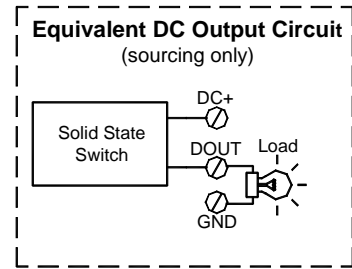 Equivalent DC Output Circuit
(sourcing only)
DC+
Solid State
Switch
DOUT
Load
GND